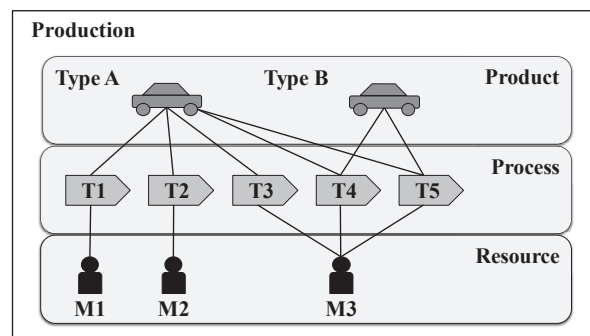 Production
Type A Type B Product
Process
T1 T2 T3 T4 T5
Resource
M1 M2 M3